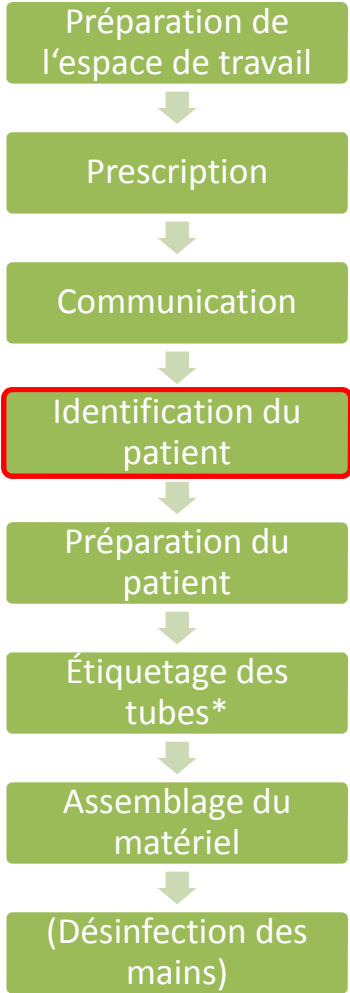 Préparation de
l‘espace de travail
Prescription
Communication
Identification du
patient
Préparation du
patient
Étiquetage des
tubes*
Assemblage du
matériel
(Désinfection des
mains)